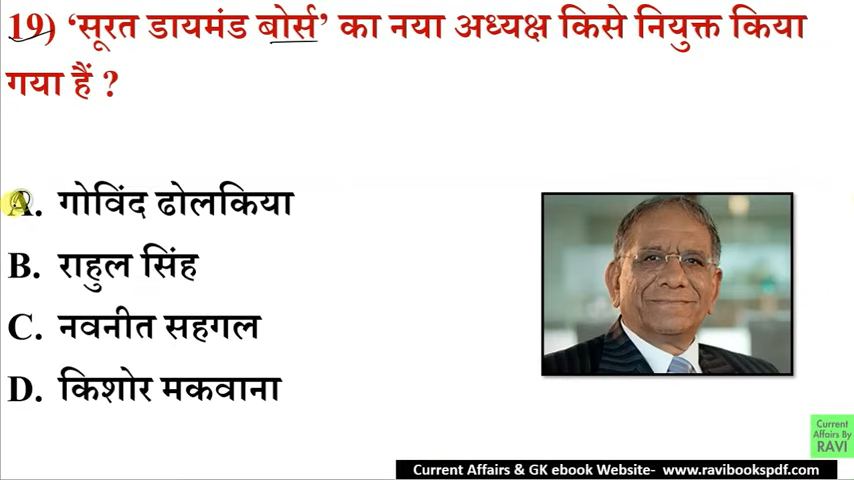 19) ‘सूरत डायमंड बोर्स’ का नया अध्यक्ष किसे नियुक्त किया
गया हैं ?
A. गोविंद ढोलकिया
B. राहुल सिंह
C. नवनीत सहगल
D. किशोर मकवाना
Current
Affairs By
RAVI
Current Affairs & GK ebook Website- www.ravibookspdf.com